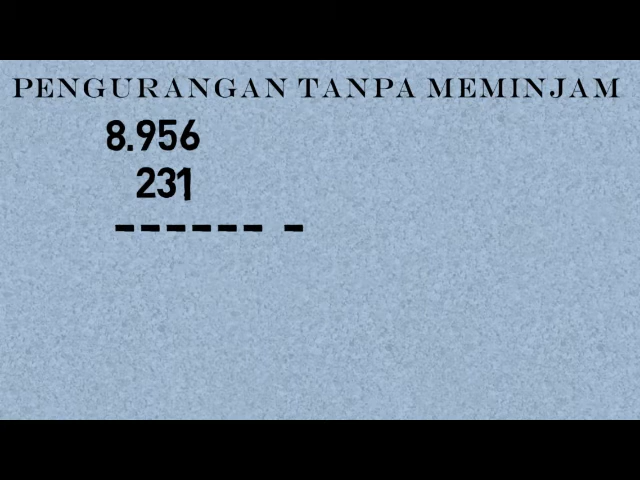 PENGURANGAN TANPA MEMINJAM
8.956
231
------ -